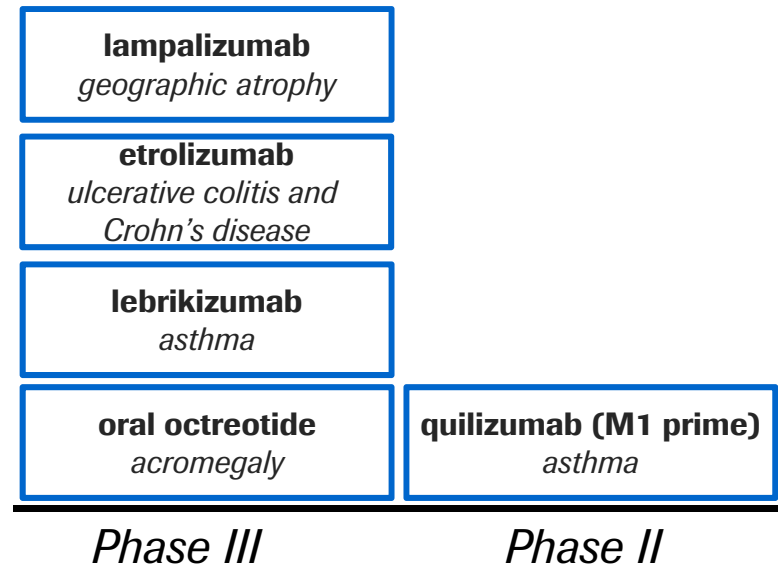 lampalizumab
geographic atrophy
etrolizumab
ulcerative colitis and
Crohn’s disease
lebrikizumab
asthma
oral octreotide
acromegaly
quilizumab (M1 prime)
asthma
Phase III
Phase II